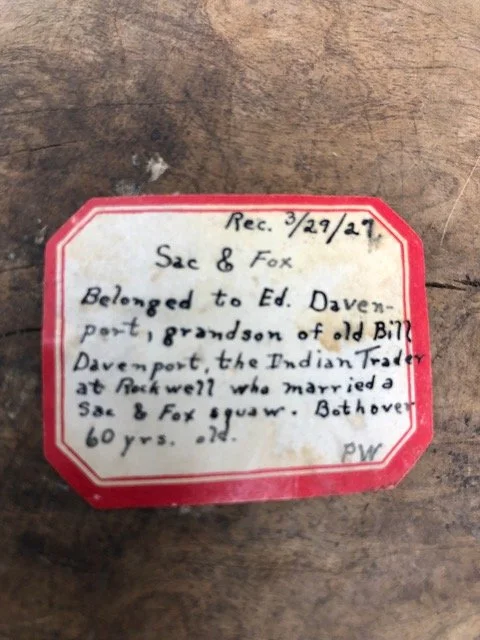 Rec. 3/29/27.
Sac & Fox
Belonged to Ed. Daven-
port, grandson of old Bill
Davenport, the Indian Trader
at Rockwell who married a
Sac & Fox squaw. Both over
60 yrs. old.
PW